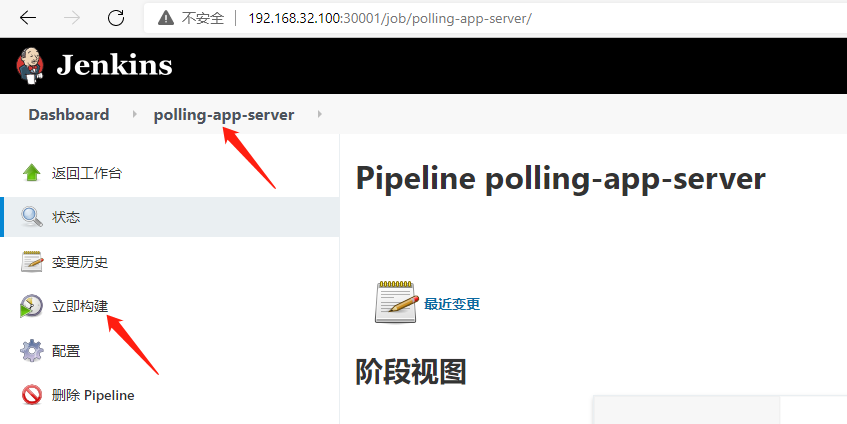 不安全 192.168.32.100:30001/job/polling-app-server/
Jenkins
Dashboard polling-app-server
返回工作台
状态
变更历史
立即构建
配置
删除 Pipeline
Pipeline polling-app-server
最近变更
阶段视图